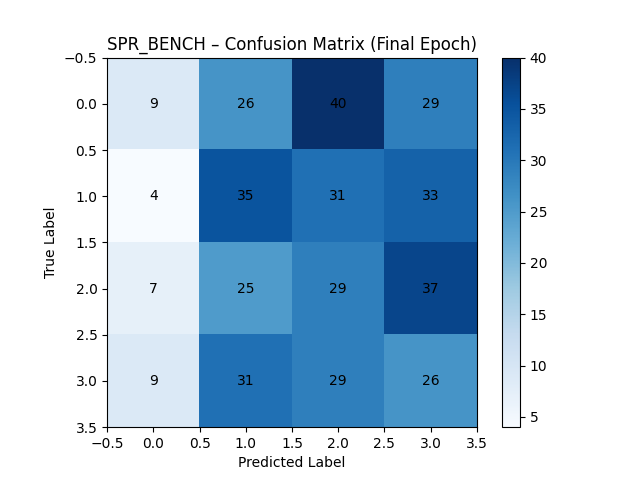 SPR_BENCH – Confusion Matrix (Final Epoch)
−0.5
0.0
0.5
1.0
1.5
2.0
2.5
3.0
3.5
True Label
9 26 40 29
4 35 31 33
7 25 29 37
9 31 29 26
−0.5 0.0 0.5 1.0 1.5 2.0 2.5 3.0 3.5
Predicted Label
40
35
30
25
20
15
10
5